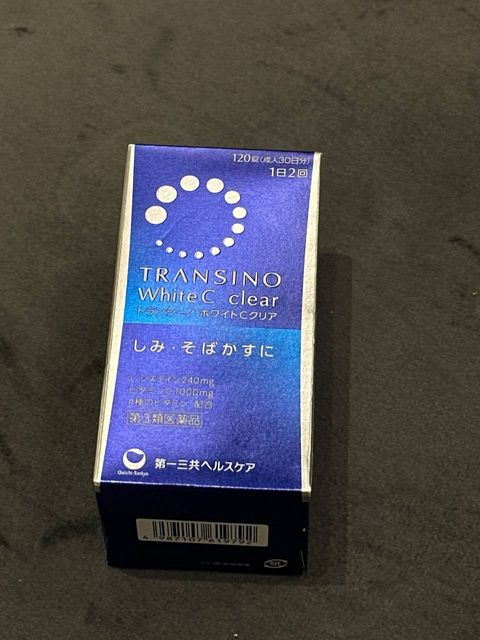 120錠(成人30日分)
1日2回
TRANSINO
White C clear
トランシーノ ホワイトCクリア
しみ・そばかすに
L-システイン240mg
ビタミンC1000mg
4種のビタミン 配合
第3類医薬品
Daiichi-Sankyo
第一三共ヘルスケア
4 987107 619792